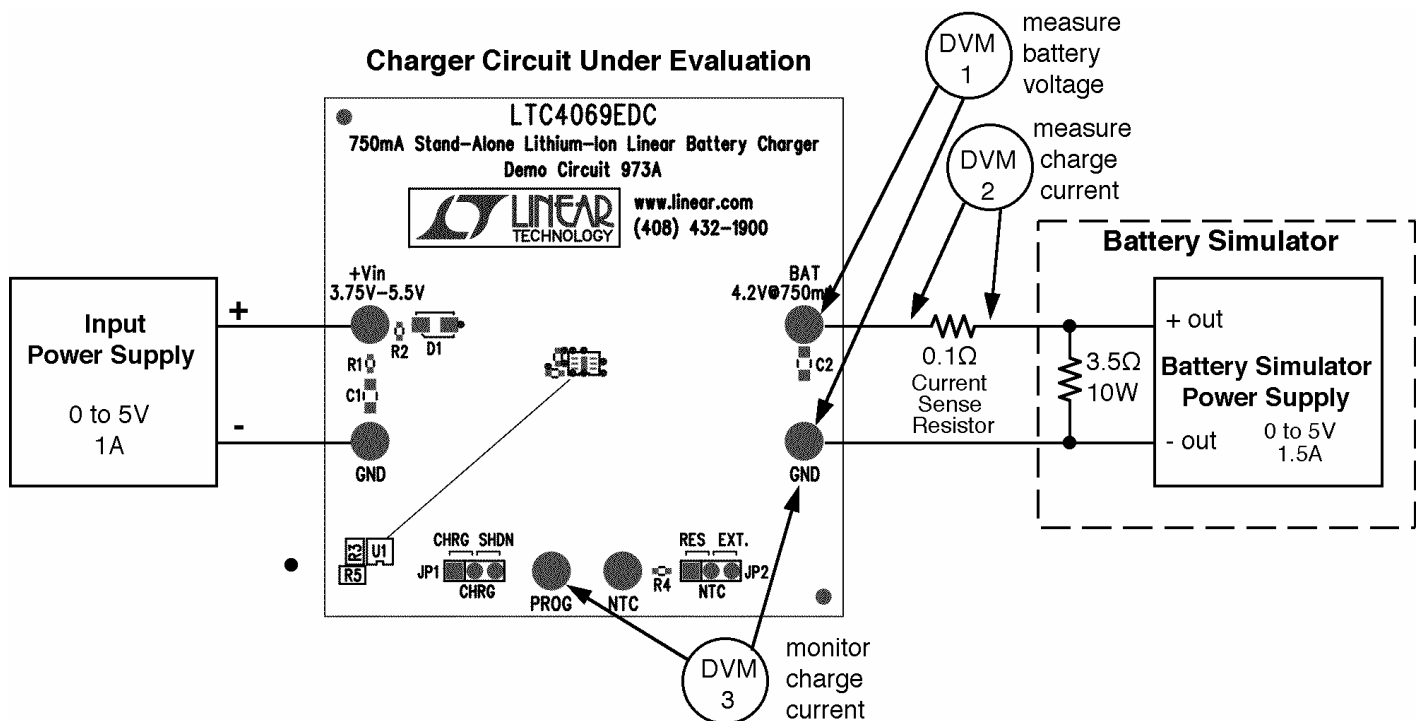 Charger Circuit Under Evaluation
DVM
1
measure
battery
voltage
DVM
2
measure
charge
current
LTC4069EDC
750mA Stand-Alone Lithium-Ion Linear Battery Charger
Demo Circuit 973A
LINEAR
TECHNOLOGY
www.linear.com
(408) 432-1900
Input
Power Supply
0 to 5V
1A
+
-
+Vin
3.75V-5.5V
R2
D1
R1
C1
GND
BAT
4.2V@750m
C2
GND
0.1Ω
Current
Sense
Resistor
Battery Simulator
3.5Ω
10W
+ out
Battery Simulator
Power Supply
- out
0 to 5V
1.5A
R3
U1
R5
CHRG SHDN
JP1
CHRG
PROG
NTC
R4
RES EXT.
JP2
NTC
DVM
3
monitor
charge
current